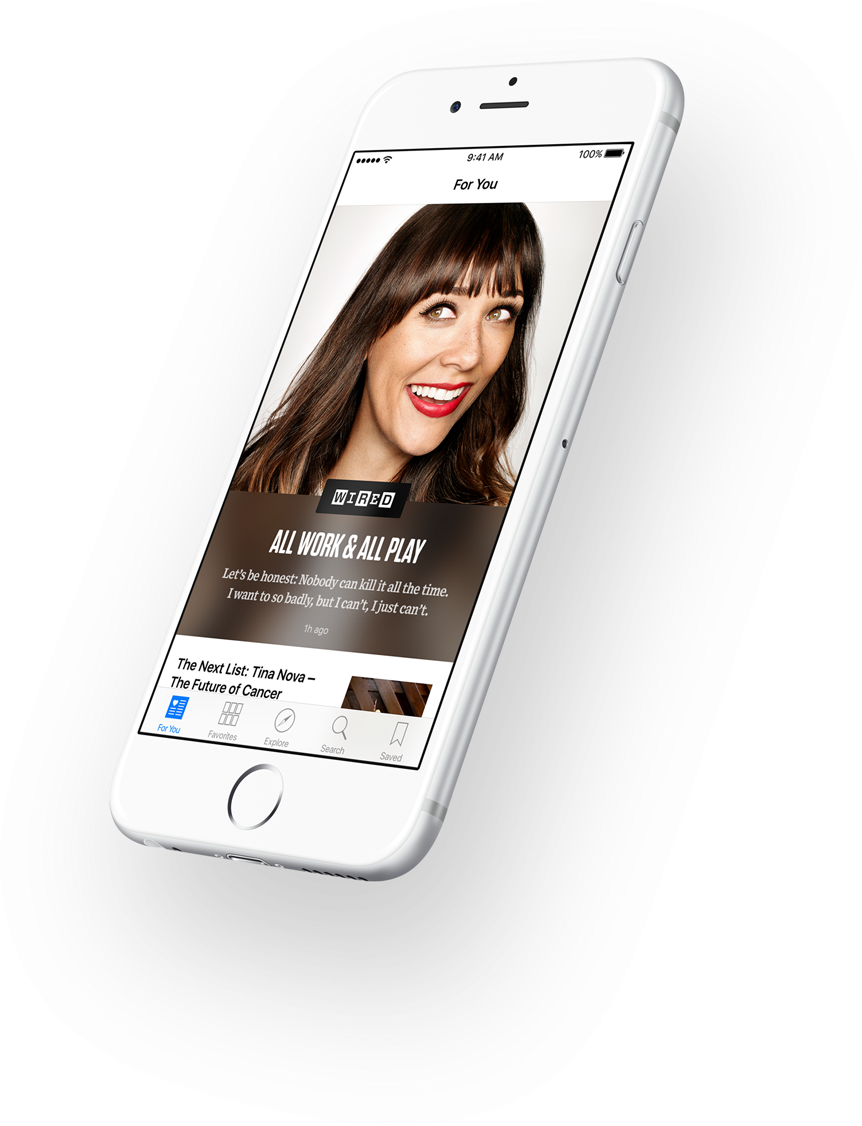 9:41 AM
100%
For You
WIRED
ALL WORK & ALL PLAY
Let's be honest: Nobody can kill it all the time.
I want to so badly, but I can't, I just can't.
1h ago
The Next List: Tina Nova –
The Future of Cancer
For You
Favorites
Explore
Search
Saved